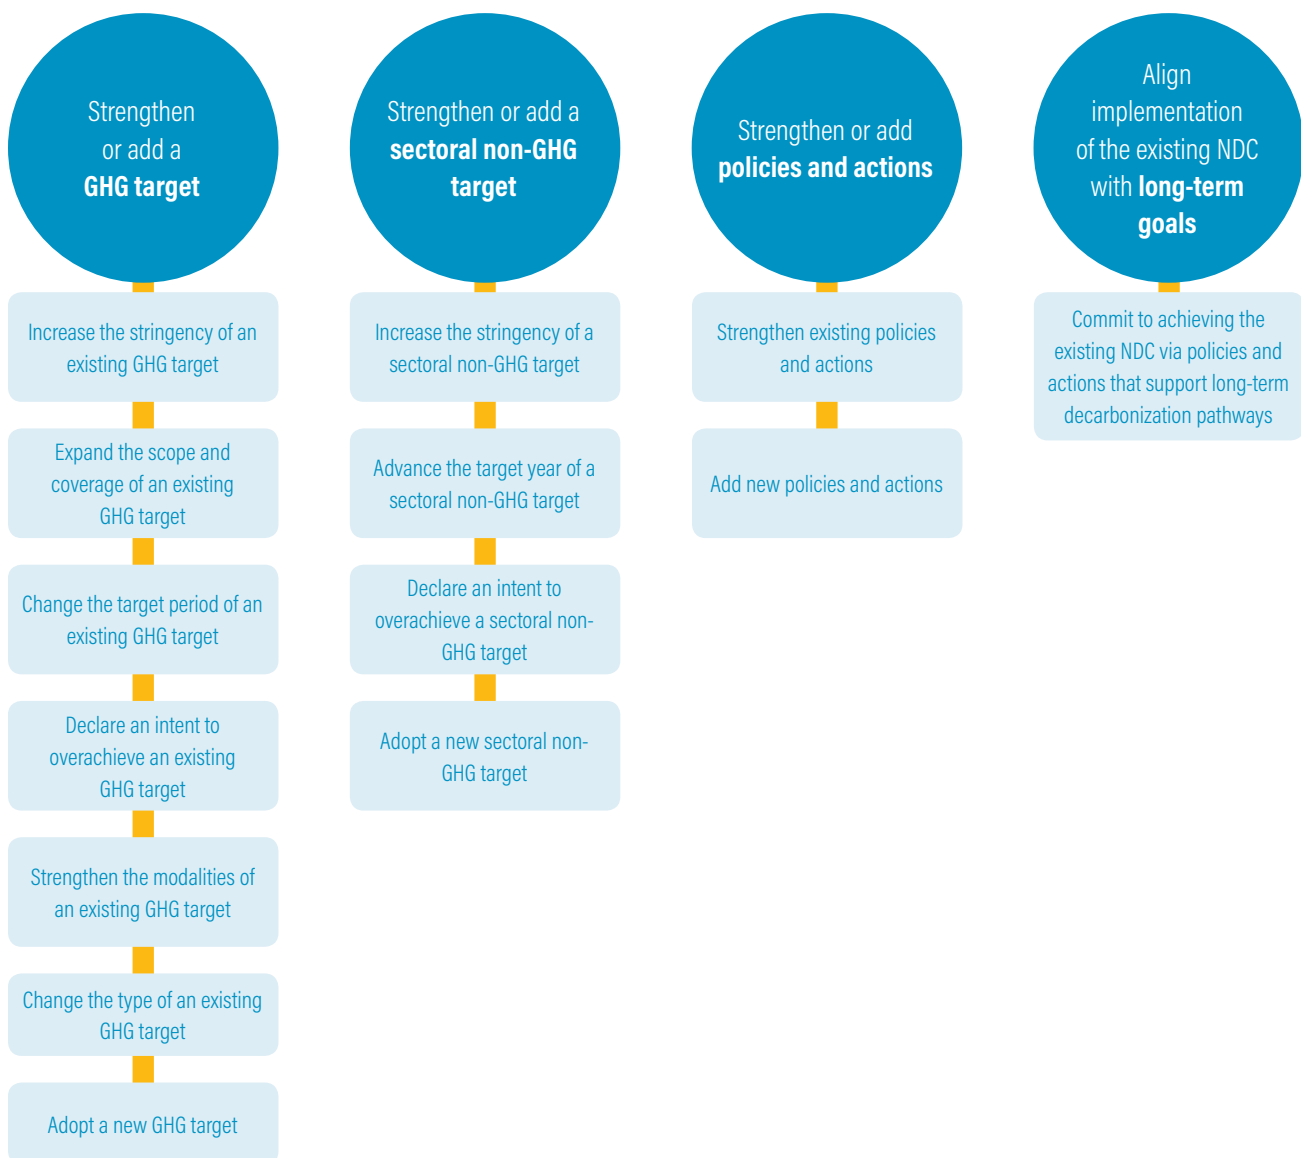 Strengthen
or add a
GHG target
Increase the stringency of an
existing GHG target
Expand the scope and
coverage of an existing
GHG target
Change the target period of an
existing GHG target
Declare an intent to
overachieve an existing
GHG target
Strengthen the modalities of
an existing GHG target
Change the type of an existing
GHG target
Adopt a new GHG target
Strengthen or add a
sectoral non-GHG
target
Increase the stringency of a
sectoral non-GHG target
Advance the target year of a
sectoral non-GHG target
Declare an intent to
overachieve a sectoral non-
GHG target
Adopt a new sectoral non-
GHG target
Strengthen or add
policies and actions
Strengthen existing policies
and actions
Add new policies and actions
Align
implementation
of the existing NDC
with long-term
goals
Commit to achieving the
existing NDC via policies and
actions that support long-term
decarbonization pathways